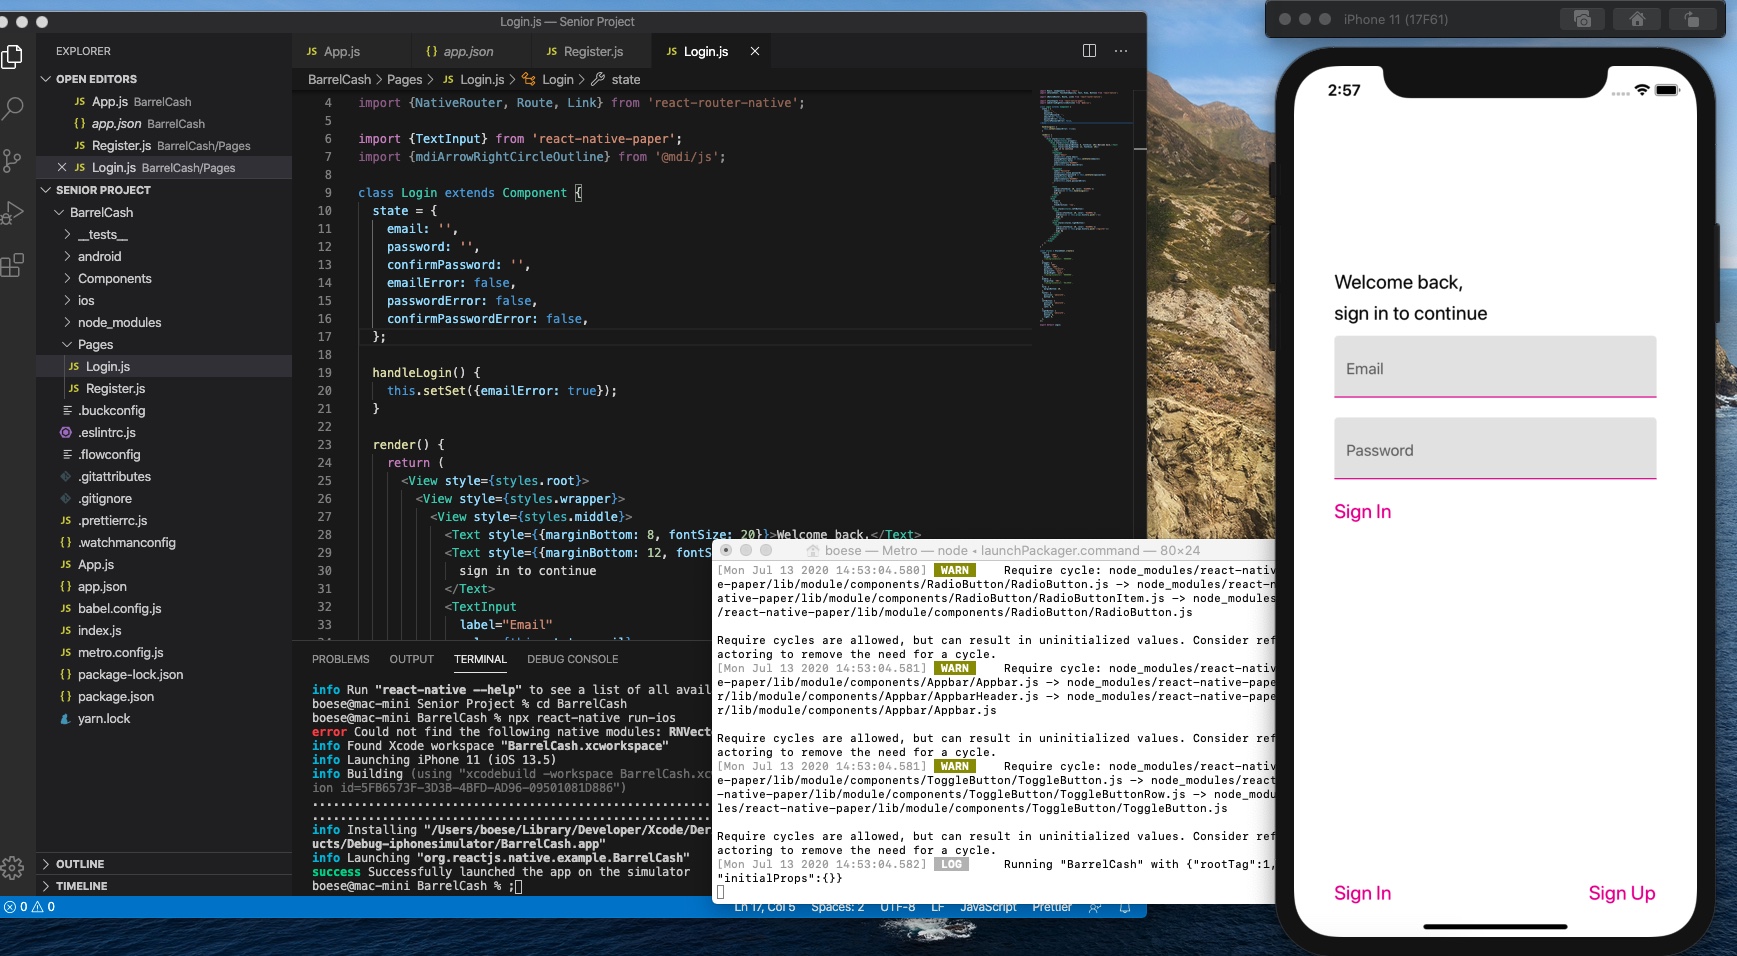 Login.js — Senior Project
EXPLORER
OPEN EDITORS
JS App.js BarrelCash
{} app.json BarrelCash
JS Register.js BarrelCash/Pages
JS Login.js BarrelCash/Pages
SENIOR PROJECT
BarrelCash
__tests__
android
Components
ios
node_modules
Pages
JS Login.js
JS Register.js
.buckconfig
.eslintrc.js
.flowconfig
.gitattributes
.gitignore
JS .prettierrc.js
{} .watchmanconfig
JS App.js
{} app.json
JS babel.config.js
JS index.js
JS metro.config.js
{} package-lock.json
{} package.json
yarn.lock
OUTLINE
TIMELINE
0 0
JS App.js
{} app.json
JS Register.js
JS Login.js
BarrelCash > Pages > JS Login.js > Login > state
4 import {NativeRouter, Route, Link} from 'react-router-native';
5
6 import {TextInput} from 'react-native-paper';
7 import {mdiArrowRightCircleOutline} from '@mdi/js';
8
9 class Login extends Component {
10 state = {
11 email: '',
12 password: '',
13 confirmPassword: '',
14 emailError: false,
15 passwordError: false,
16 confirmPasswordError: false,
17 };
18
19 handleLogin() {
20 this.setSet({emailError: true});
21 }
22
23 render() {
24 return (
25 <View style={styles.root}>
26 <View style={styles.wrapper}>
27 <View style={styles.middle}>
28 <Text style={{marginBottom: 8, fontSize: 20}}>Welcome back,</Text>
29 <Text style={{marginBottom: 12, fontS
30 sign in to continue
31 </Text>
32 <TextInput
33 label="Email"
PROBLEMS OUTPUT TERMINAL DEBUG CONSOLE
info Run "react-native --help" to see a list of all avail
boese@mac-mini Senior Project % cd BarrelCash
boese@mac-mini BarrelCash % npx react-native run-ios
error Could not find the following native modules: RNVect
info Found Xcode workspace "BarrelCash.xcworkspace"
info Launching iPhone 11 (iOS 13.5)
info Building (using "xcodebuild -workspace BarrelCash.xcw
ion id=5FB6573F-3D3B-4BFD-AD96-09501081D886")
info Installing "/Users/boese/Library/Developer/Xcode/Der
ucts/Debug-iphonesimulator/BarrelCash.app"
info Launching "org.reactjs.native.example.BarrelCash"
success Successfully launched the app on the simulator
boese@mac-mini BarrelCash % ;
Ln 17, Col 5 Spaces: 2 UTF-8 LF JavaScript Prettier
boese — Metro — node • launchPackager.command — 80×24
[Mon Jul 13 2020 14:53:04.580] WARN Require cycle: node_modules/react-nativ
e-paper/lib/module/components/RadioButton/RadioButton.js -> node_modules/react-n
ative-paper/lib/module/components/RadioButton/RadioButtonItem.js -> node_modules
/react-native-paper/lib/module/components/RadioButton/RadioButton.js
Require cycles are allowed, but can result in uninitialized values. Consider ref
actoring to remove the need for a cycle.
[Mon Jul 13 2020 14:53:04.581] WARN Require cycle: node_modules/react-nativ
e-paper/lib/module/components/Appbar/Appbar.js -> node_modules/react-native-pape
r/lib/module/components/Appbar/AppbarHeader.js -> node_modules/react-native-pape
r/lib/module/components/Appbar/Appbar.js
Require cycles are allowed, but can result in uninitialized values. Consider ref
actoring to remove the need for a cycle.
[Mon Jul 13 2020 14:53:04.581] WARN Require cycle: node_modules/react-nativ
e-paper/lib/module/components/ToggleButton/ToggleButton.js -> node_modules/react
-native-paper/lib/module/components/ToggleButton/ToggleButtonRow.js -> node_modu
les/react-native-paper/lib/module/components/ToggleButton/ToggleButton.js
Require cycles are allowed, but can result in uninitialized values. Consider ref
actoring to remove the need for a cycle.
[Mon Jul 13 2020 14:53:04.582] LOG Running "BarrelCash" with {"rootTag":1,
"initialProps":{}}
iPhone 11 (17F61)
2:57
Welcome back,
sign in to continue
Email
Password
Sign In
Sign In
Sign Up